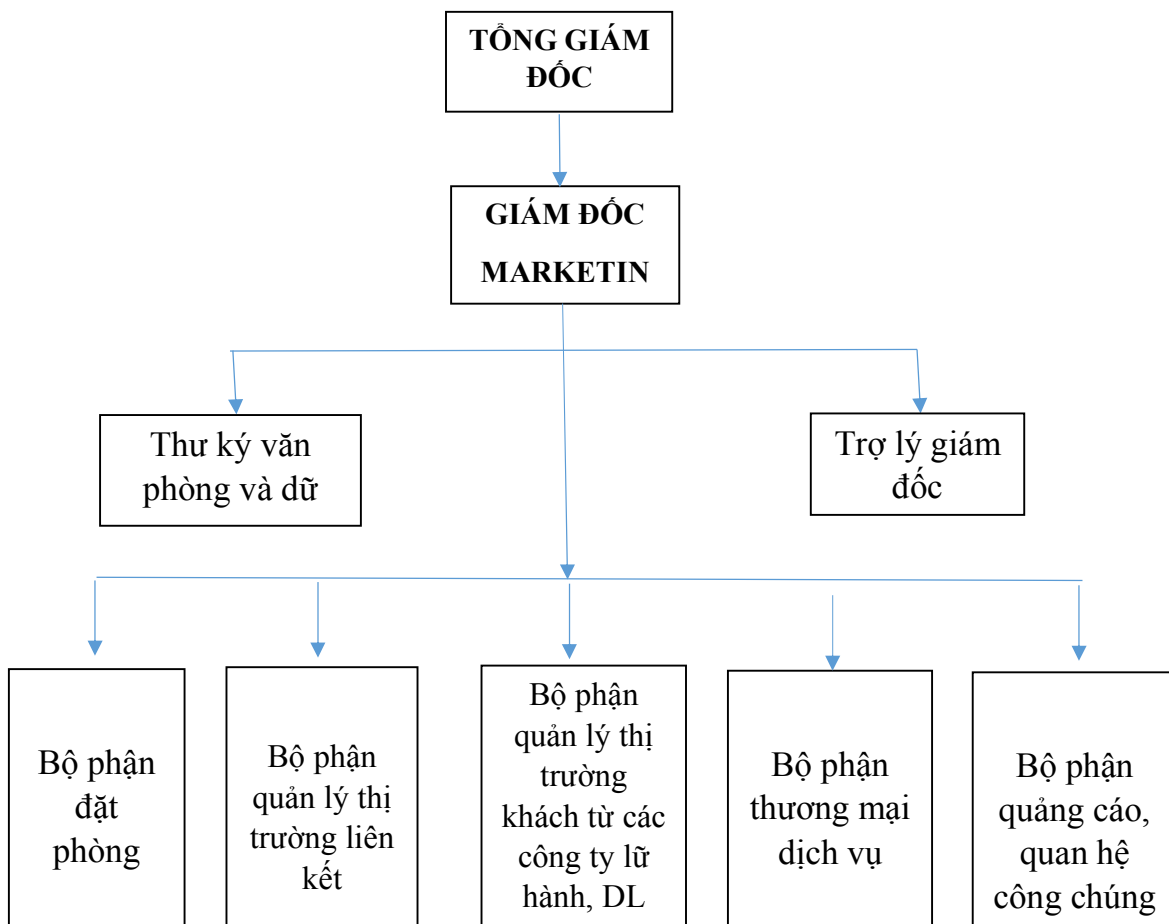 TỔNG GIÁM
ĐỐC
GIÁM ĐỐC
MARKETIN
Thư ký văn
phòng và dữ
Trợ lý giám
đốc
Bộ phận
đặt
phòng
Bộ phận
quản lý thị
trường liên
kết
Bộ phận
quản lý thị
trường
khách từ các
công ty lữ
hành, DL
Bộ phận
thương mại
dịch vụ
Bộ phận
quảng cáo,
quan hệ
công chúng